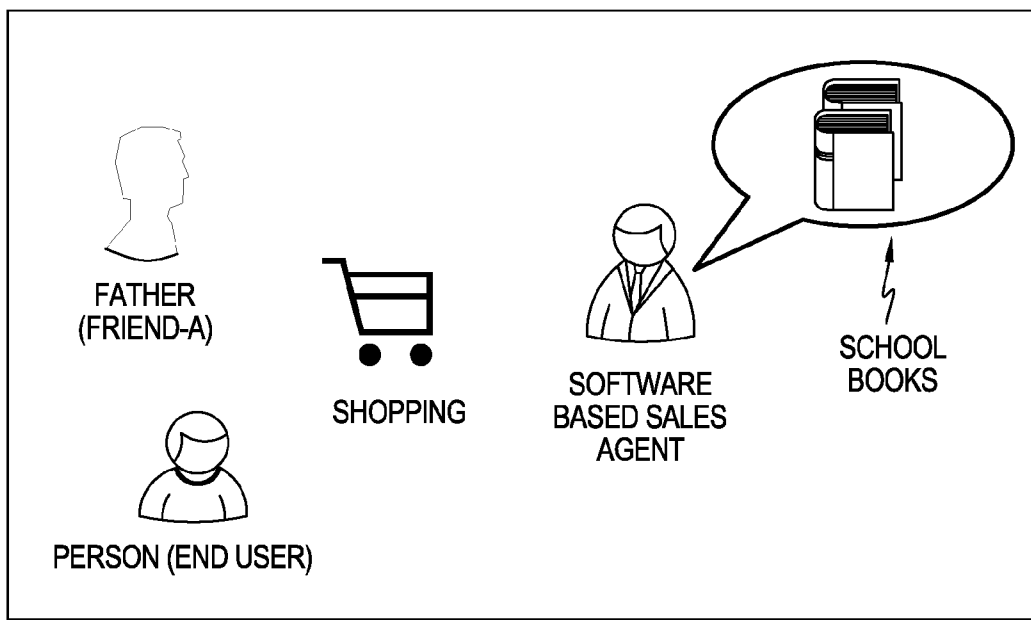 FATHER
(FRIEND-A)
SHOPPING
SOFTWARE
BASED SALES
AGENT
SCHOOL
BOOKS
PERSON (END USER)